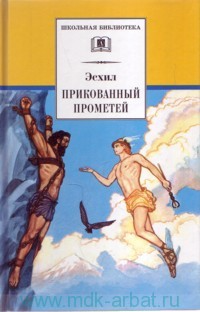 ШКОЛЬНАЯ БИБЛИОТЕКА
Эсхил
ПРИКОВАННЫЙ
ПРОМЕТЕЙ
www.mdk-arbat.ru